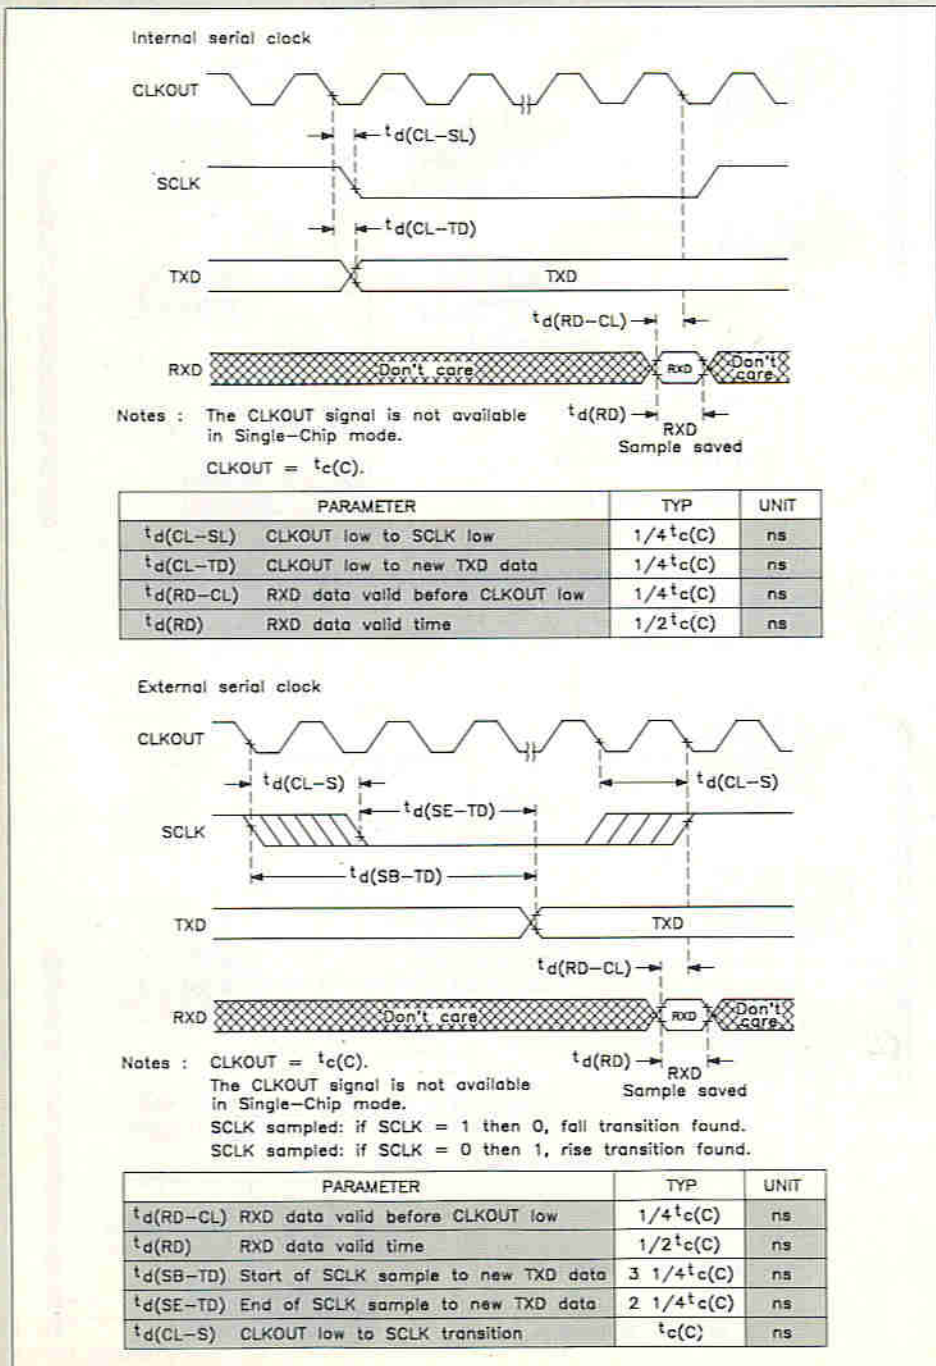 Internal serial clock
CLKOUT
td(CL-SL)
SCLK
td(CL-TD)
TXD TXD
td(RD-CL)
RXD Don't care RXD Don't care
Notes : The CLKOUT signal is not available
in Single-Chip mode.
CLKOUT = tc(C).
td(RD)
RXD
Sample saved
PARAMETER TYP UNIT
td(CL-SL) CLKOUT low to SCLK low 1/4tc(C) ns
td(CL-TD) CLKOUT low to new TXD data 1/4tc(C) ns
td(RD-CL) RXD data valid before CLKOUT low 1/4tc(C) ns
td(RD) RXD data valid time 1/2tc(C) ns
External serial clock
CLKOUT
td(CL-S) td(CL-S)
td(SE-TD)
SCLK
td(SB-TD)
TXD TXD
td(RD-CL)
RXD Don't care RXD Don't care
Notes : CLKOUT = tc(C).
The CLKOUT signal is not available
in Single-Chip mode.
td(RD)
RXD
Sample saved
SCLK sampled: if SCLK = 1 then 0, fall transition found.
SCLK sampled: if SCLK = 0 then 1, rise transition found.
PARAMETER TYP UNIT
td(RD-CL) RXD data valid before CLKOUT low 1/4tc(C) ns
td(RD) RXD data valid time 1/2tc(C) ns
td(SB-TD) Start of SCLK sample to new TXD data 3 1/4tc(C) ns
td(SE-TD) End of SCLK sample to new TXD data 2 1/4tc(C) ns
td(CL-S) CLKOUT low to SCLK transition tc(C) ns